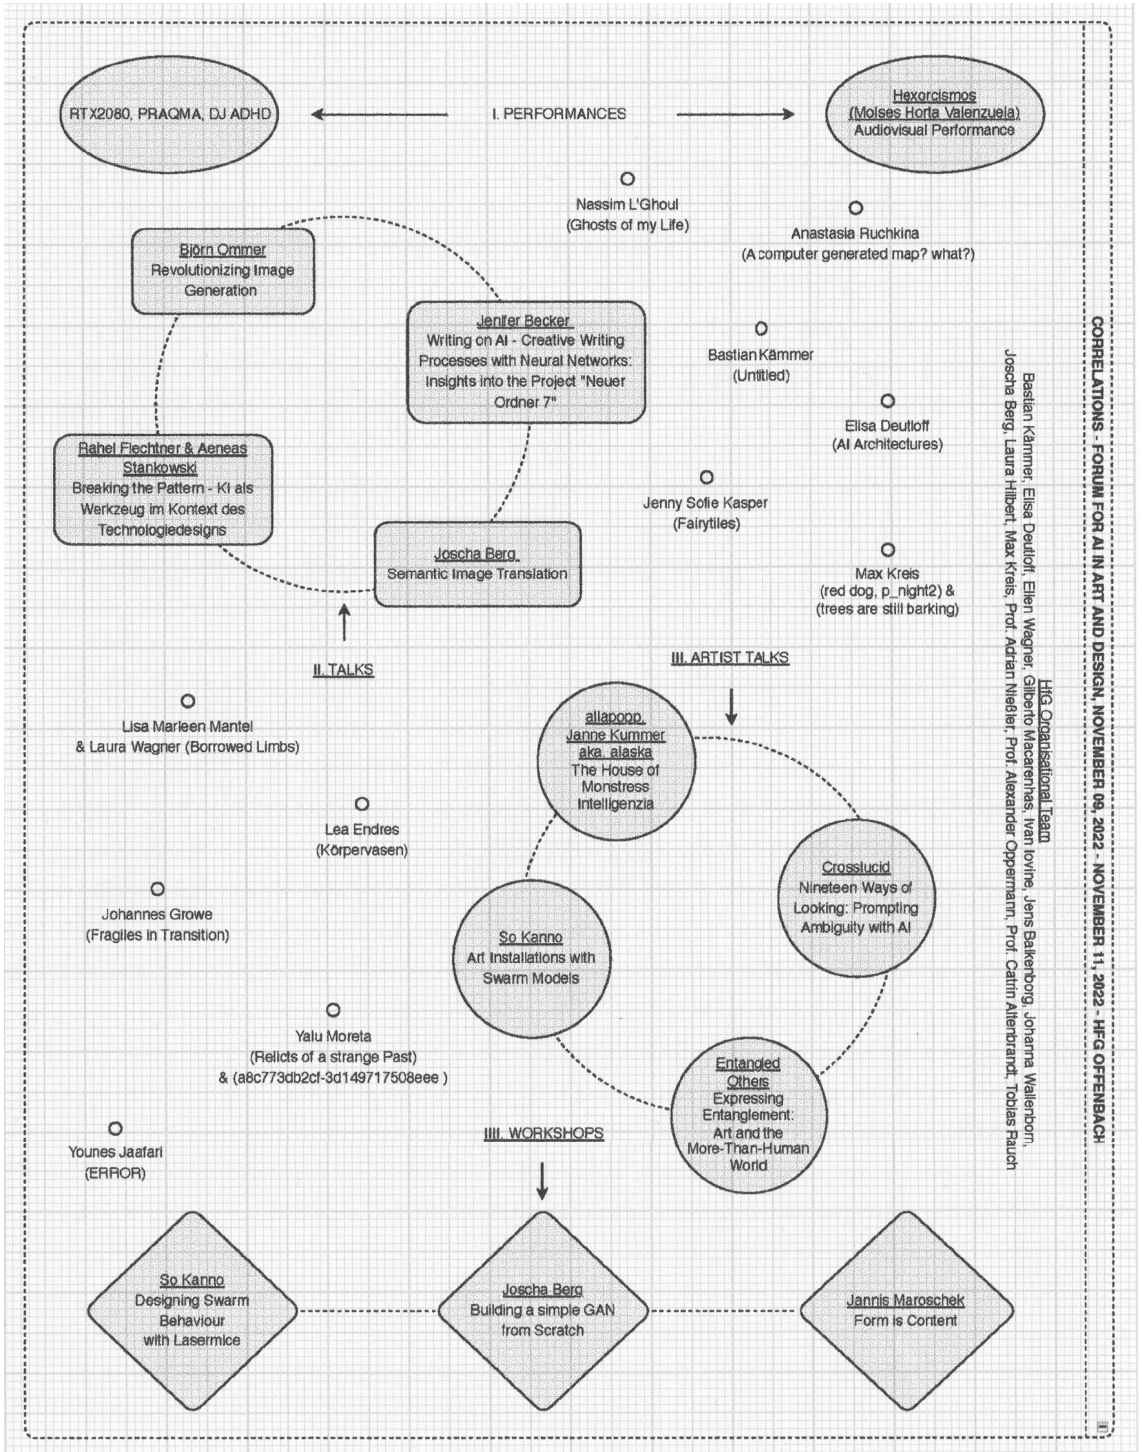 RTX2080, PRAQMA, DJ ADHD
I. PERFORMANCES
Hexorcismos
(Moises Horta Valenzuela)
Audiovisual Performance
Nassim L'Ghoul
(Ghosts of my Life)
Anastasia Ruchkina
(A computer generated map? what?)
Björn Ommer
Revolutionizing Image
Generation
Jenifer Becker
Writing on AI - Creative Writing
Processes with Neural Networks:
Insights into the Project "Neuer
Ordner 7"
Bastian Kämmer
(Untitled)
Elisa Deutloff
(AI Architectures)
Rahel Flechtner & Aeneas
Stankowski
Breaking the Pattern - KI als
Werkzeug im Kontext des
Technologiedesigns
Jenny Sofie Kasper
(Fairytiles)
Joscha Berg
Semantic Image Translation
Max Kreis
(red dog, p_night2) &
(trees are still barking)
II. TALKS
III. ARTIST TALKS
Lisa Marleen Mantel
& Laura Wagner (Borrowed Limbs)
allapopp
Janne Kummer
aka. alaska
The House of
Monstress
Intelligenzia
Lea Endres
(Körpervasen)
Crosslucid
Nineteen Ways of
Looking: Prompting
Ambiguity with AI
Johannes Growe
(Fragiles in Transition)
So Kanno
Art Installations with
Swarm Models
Yalu Moreta
(Relicts of a strange Past)
& (a8c773db2cf-3d149717508eee )
Entangled
Others
Expressing
Entanglement:
Art and the
More-Than-Human
World
Younes Jaafari
(ERROR)
IIII. WORKSHOPS
So Kanno
Designing Swarm
Behaviour
with Lasermice
Joscha Berg
Building a simple GAN
from Scratch
Jannis Maroschek
Form is Content
CORRELATIONS - FORUM FOR AI IN ART AND DESIGN, NOVEMBER 09, 2022 - NOVEMBER 11, 2022 - HFG OFFENBACH
HfG Organisational Team
Bastian Kämmer, Elisa Deutloff, Ellen Wagner, Gilberto Macarenhas, Ivan Iovine, Jens Balkenborg, Johanna Wallenborn,
Joscha Berg, Laura Hilbert, Max Kreis, Prof. Adrian Nießler, Prof. Alexander Oppermann, Prof. Catrin Altenbrandt, Tobias Rauch